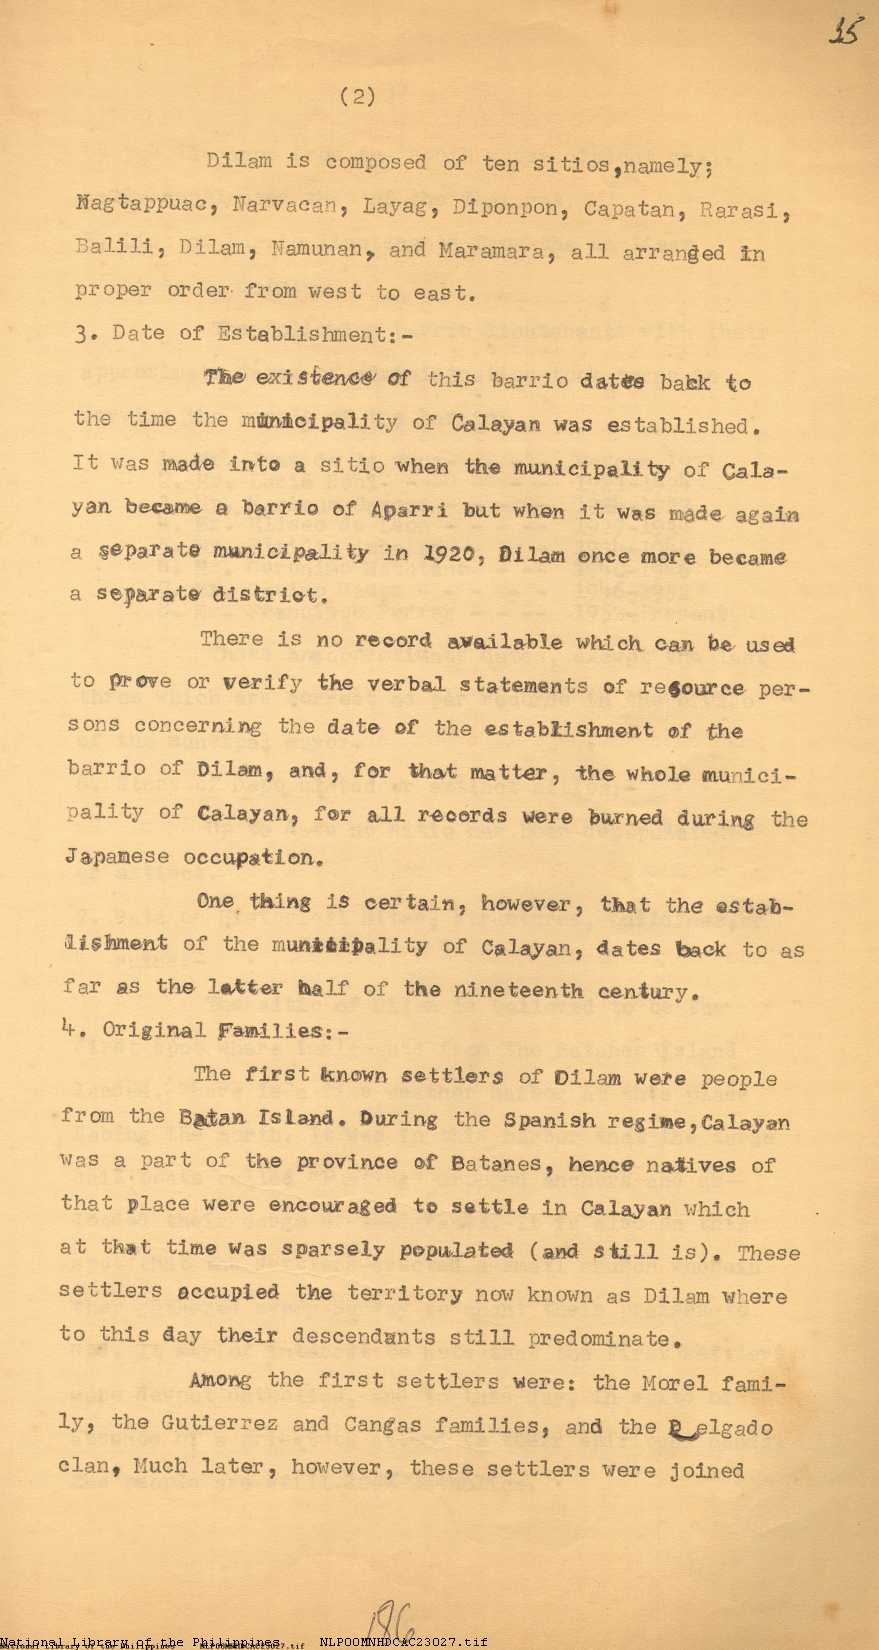 35
(2)
Dilam is composed of ten sitios,namely;
Nagtappuac, Narvacan, Layag, Diponpon, Capatan, Rarasi,
Balili, Dilam, Namunan, and Maramara, all arranged in
proper order from west to east.
3. Date of Establishment:-
The existence of this barrio dates back to
the time the municipality of Calayan was established.
It was made into a sitio when the municipality of Cala-
yan became a barrio of Aparri but when it was made again
a separate municipality in 1920, Dilam once more became
a separate district.
There is no record available which can be used
to prove or verify the verbal statements of resource per-
sons concerning the date of the establishment of the
barrio of Dilam, and, for that matter, the whole munici-
pality of Calayan, for all records were burned during the
Japanese occupation.
One thing is certain, however, that the estab-
lishment of the municipality of Calayan, dates back to as
far as the latter half of the nineteenth century.
4. Original Families:-
The first known settlers of Dilam were people
from the Batan Island. During the Spanish regime,Calayan
was a part of the province of Batanes, hence natives of
that place were encouraged to settle in Calayan which
at that time was sparsely populated (and still is). These
settlers occupied the territory now known as Dilam where
to this day their descendants still predominate.
Among the first settlers were: the Morel fami-
ly, the Gutierrez and Cangas families, and the Delgado
clan, Much later, however, these settlers were joined
186
National Library of the Philippines NLPOOMNHDCAC23027.tif